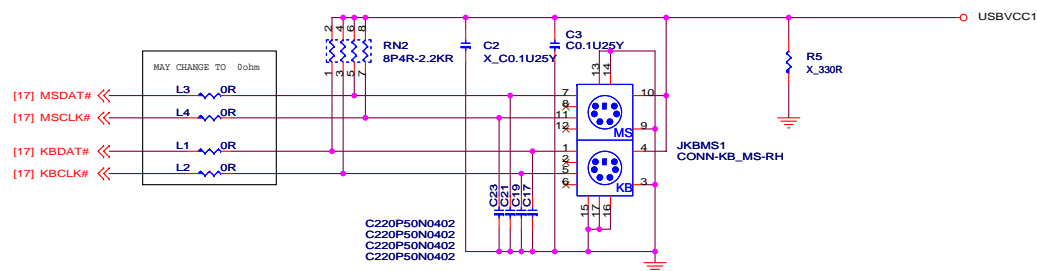 USBVCC1
2
4
6
8
RN2
8P4R-2.2KR
1
3
5
7
C2
X_C0.1U25Y
C3
C0.1U25Y
R5
X_330R
MAY CHANGE TO 0ohm
[17] MSDAT#
L3
0R
[17] MSCLK#
L4
0R
[17] KBDAT#
L1
0R
[17] KBCLK#
L2
0R
13
14
7
8
11
12
10
9
MS
1
2
5
6
4
3
KB
15
17
16
JKBMS1
CONN-KB_MS-RH
C23
C21
C19
C17
C220P50N0402
C220P50N0402
C220P50N0402
C220P50N0402